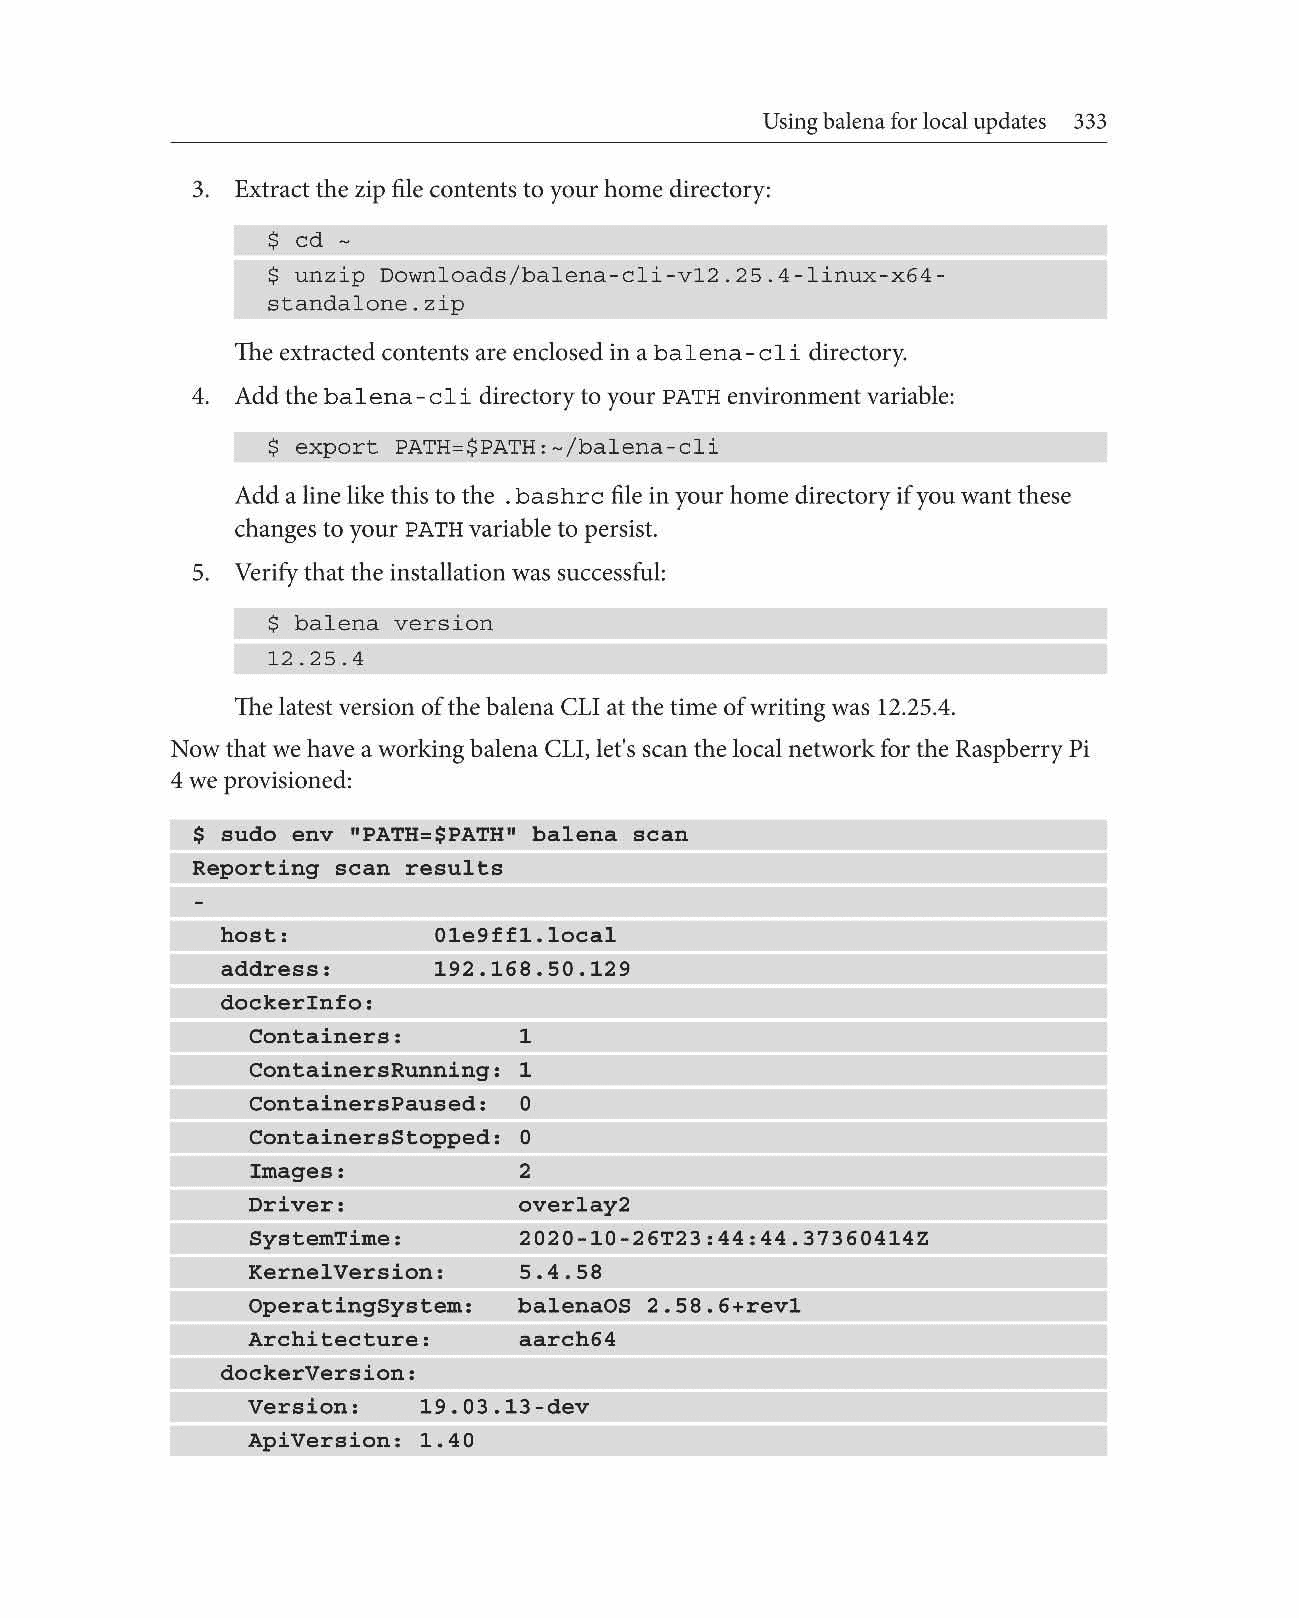 Using balena for local updates 333
3. Extract the zip file contents to your home directory:
$ cd ~
$ unzip Downloads/balena-cli-v12.25.4-linux-x64-
standalone.zip
The extracted contents are enclosed in a balena-cli directory.
4. Add the balena-cli directory to your PATH environment variable:
$ export PATH=$PATH:~/balena-cli
Add a line like this to the .bashrc file in your home directory if you want these
changes to your PATH variable to persist.
5. Verify that the installation was successful:
$ balena version
12.25.4
The latest version of the balena CLI at the time of writing was 12.25.4.
Now that we have a working balena CLI, let's scan the local network for the Raspberry Pi
4 we provisioned:
$ sudo env "PATH=$PATH" balena scan
Reporting scan results
-
  host:          01e9ff1.local
  address:       192.168.50.129
  dockerInfo:
    Containers:        1
    ContainersRunning: 1
    ContainersPaused:  0
    ContainersStopped: 0
    Images:            2
    Driver:            overlay2
    SystemTime:        2020-10-26T23:44:44.37360414Z
    KernelVersion:     5.4.58
    OperatingSystem:   balenaOS 2.58.6+rev1
    Architecture:      aarch64
  dockerVersion:
    Version:    19.03.13-dev
    ApiVersion: 1.40